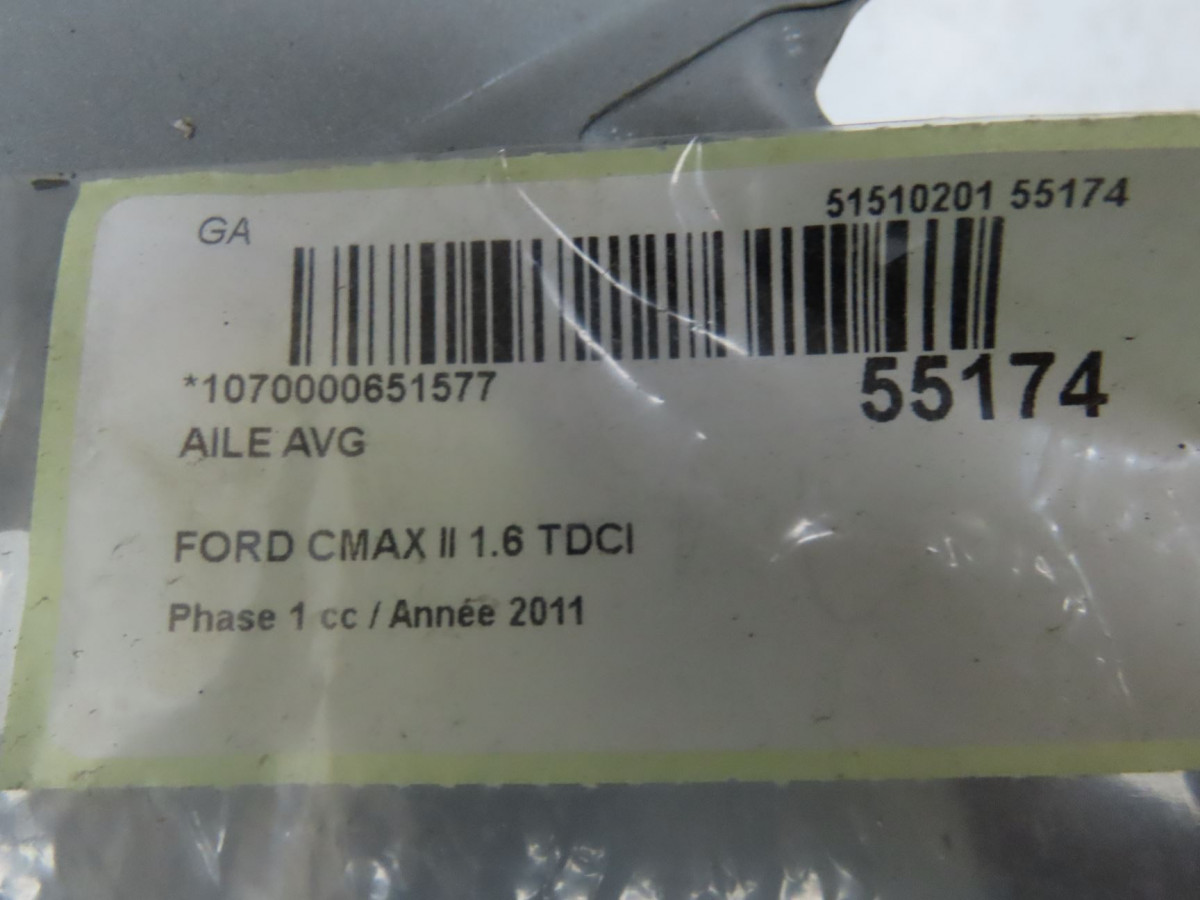 51510201 55174
GA
*1070000651577
55174
AILE AVG
FORD CMAX II 1.6 TDCI
Phase 1 cc / Année 2011